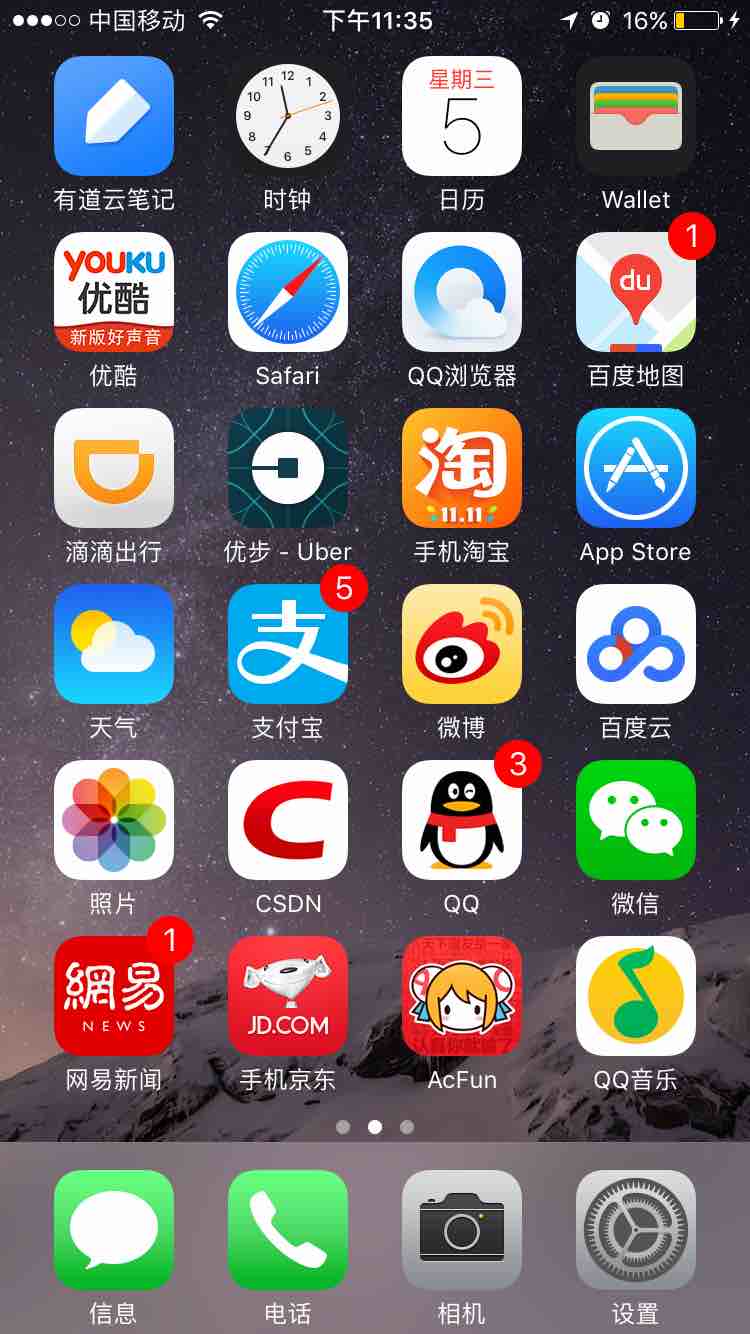 中国移动 下午11:35 16%
星期三
12 1 2 3 4 5 6 7 8 9 10 11
5
有道云笔记 时钟 日历 Wallet
1
YOUKU
优酷
du
新版好声音
优酷 Safari QQ浏览器 百度地图
淘
11.11
滴滴出行 优步 - Uber 手机淘宝 App Store
5
支
天气 支付宝 微博 百度云
3
C
照片 CSDN QQ 微信
1
網易
NEWS
JD.COM
网易新闻 手机京东 AcFun QQ音乐
信息 电话 相机 设置